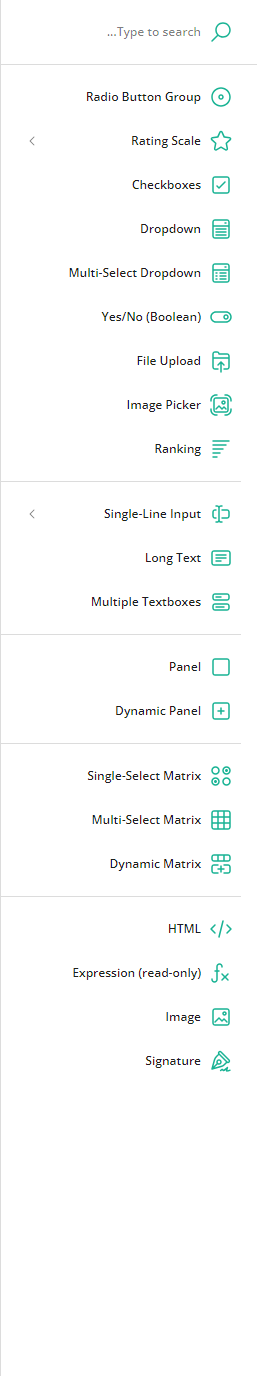 ...Type to search
Radio Button Group
Rating Scale
Checkboxes
Dropdown
Multi-Select Dropdown
Yes/No (Boolean)
File Upload
Image Picker
Ranking
Single-Line Input
Long Text
Multiple Textboxes
Panel
Dynamic Panel
Single-Select Matrix
Multi-Select Matrix
Dynamic Matrix
HTML
Expression (read-only)
Image
Signature